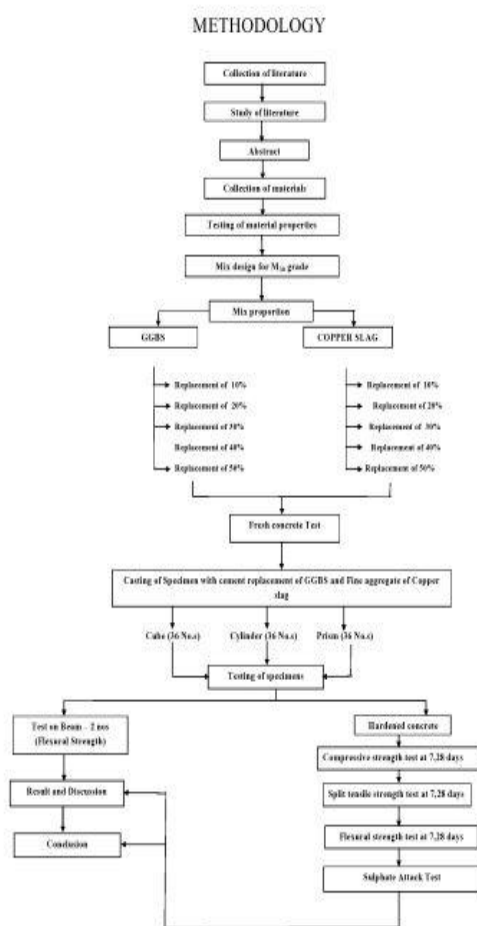 METHODOLOGY
Collection of literature
Study of literature
Abstract
Collection of materials
Testing of material properties
Mix design for M30 grade
Mix proportion
GGBS
COPPER SLAG
Replacement of 10%
Replacement of 20%
Replacement of 30%
Replacement of 40%
Replacement of 50%
Replacement of 10%
Replacement of 20%
Replacement of 30%
Replacement of 40%
Replacement of 50%
Fresh concrete Test
Casting of Specimen with cement replacement of GGBS and Fine aggregate of Copper
slag
Cube (36 No.s)
Cylinder (36 No.s)
Prism (36 No.s)
Testing of specimens
Test on Beam – 2 nos
(Flexural Strength)
Result and Discussion
Conclusion
Hardened concrete
Compressive strength test at 7,28 days
Split tensile strength test at 7,28 days
Flexural strength test at 7,28 days
Sulphate Attack Test